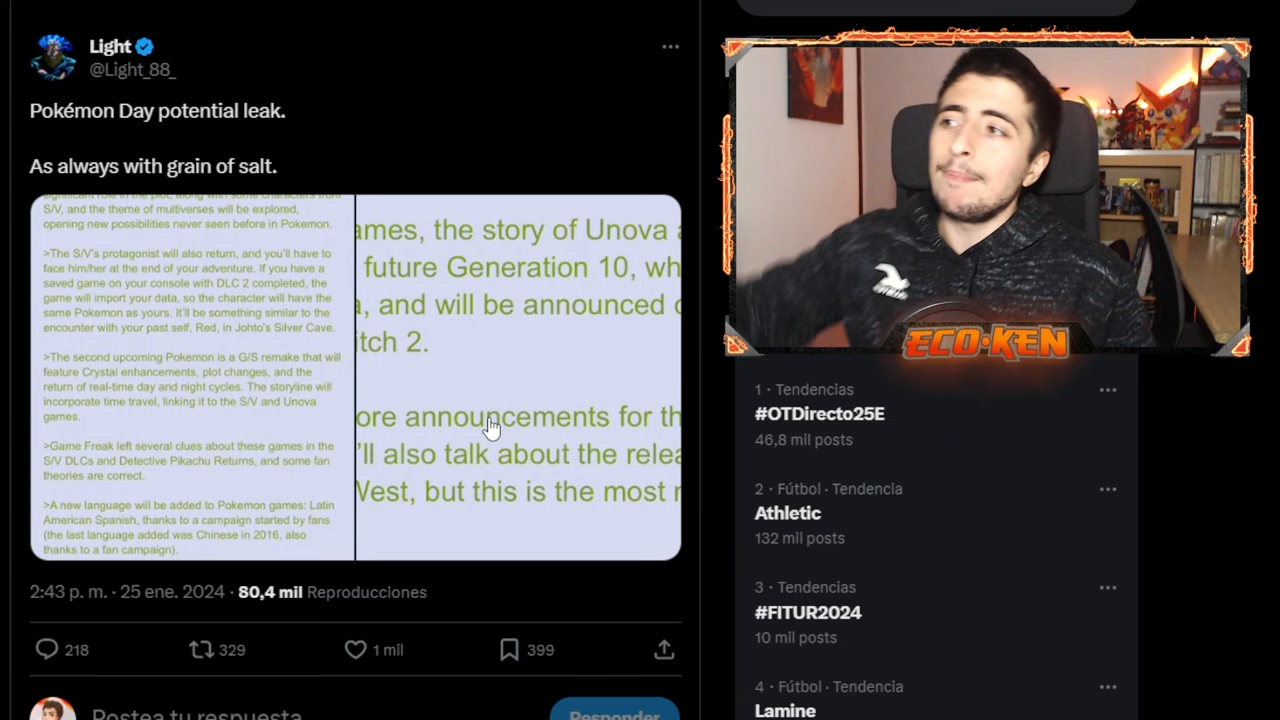 Light
@Light_88_
Pokémon Day potential leak.
As always with grain of salt.
significant role in the plot, along with some characters from
S/V, and the theme of multiverses will be explored,
opening new possibilities never seen before in Pokemon.
>The S/V's protagonist will also return, and you'll have to
face him/her at the end of your adventure. If you have a
saved game on your console with DLC 2 completed, the
game will import your data, so the character will have the
same Pokemon as yours. It'll be something similar to the
encounter with your past self, Red, in Johto's Silver Cave.
>The second upcoming Pokemon is a G/S remake that will
feature Crystal enhancements, plot changes, and the
return of real-time day and night cycles. The storyline will
incorporate time travel, linking it to the S/V and Unova
games.
>Game Freak left several clues about these games in the
S/V DLCs and Detective Pikachu Returns, and some fan
theories are correct.
>A new language will be added to Pokemon games: Latin
American Spanish, thanks to a campaign started by fans
(the last language added was Chinese in 2016, also
thanks to a fan campaign).
ames, the story of Unova
future Generation 10, wh
, and will be announced
itch 2.
ore announcements for th
'll also talk about the relea
West, but this is the most
2:43 p. m. · 25 ene. 2024 · 80,4 mil Reproducciones
218
329
1 mil
399
Postea tu respuesta
Responder
ECO·KEN
1 · Tendencias
#OTDirecto25E
46,8 mil posts
2 · Fútbol · Tendencia
Athletic
132 mil posts
3 · Tendencias
#FITUR2024
10 mil posts
4 · Fútbol · Tendencia
Lamine